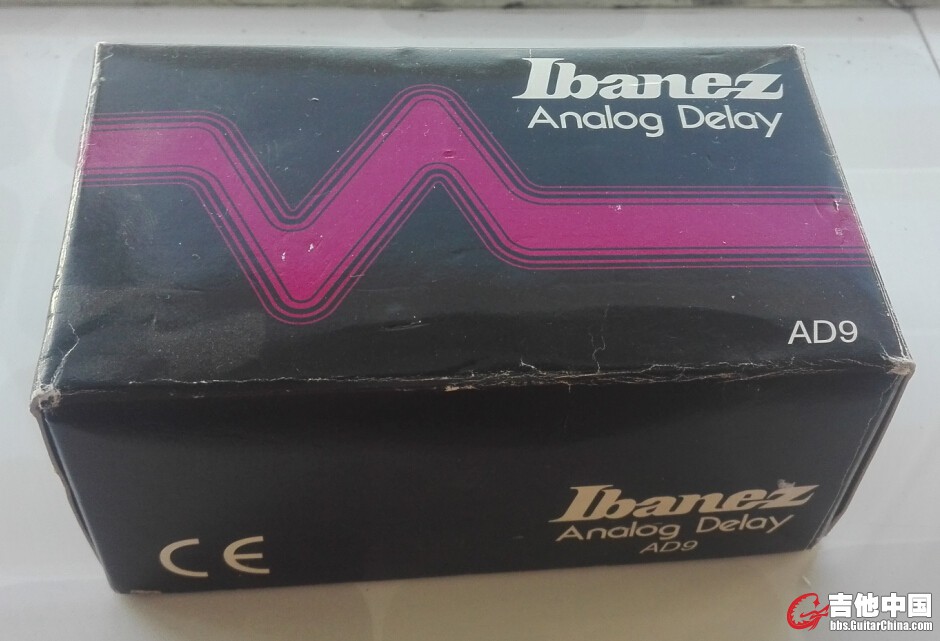 Ibanez
Analog Delay
AD9
Ibanez
Analog Delay
AD9
CE
吉他中国
bbs.GuitarChina.com